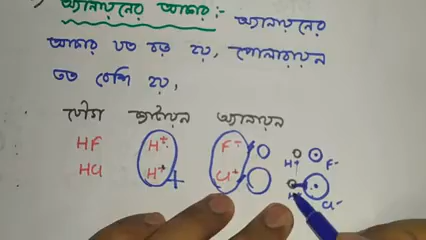 অ্যানায়নের আকার :- অ্যানায়নের
আকার যত বড় হয়, পোলারায়ন
তত বেশি হয়,
যৌগ ক্যাটায়ন অ্যানায়ন
HF H+ F- H+ F-
HCl H+ Cl+ H+ Cl-